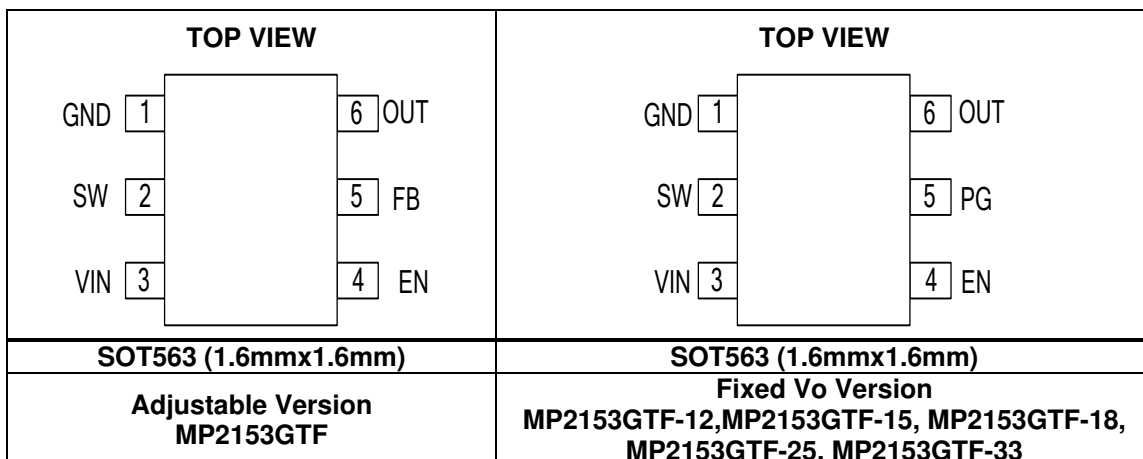 TOP VIEW
GND 1 6 OUT
SW 2 5 FB
VIN 3 4 EN
SOT563 (1.6mmx1.6mm)
Adjustable Version
MP2153GTF
TOP VIEW
GND 1 6 OUT
SW 2 5 PG
VIN 3 4 EN
SOT563 (1.6mmx1.6mm)
Fixed Vo Version
MP2153GTF-12,MP2153GTF-15, MP2153GTF-18,
MP2153GTF-25, MP2153GTF-33